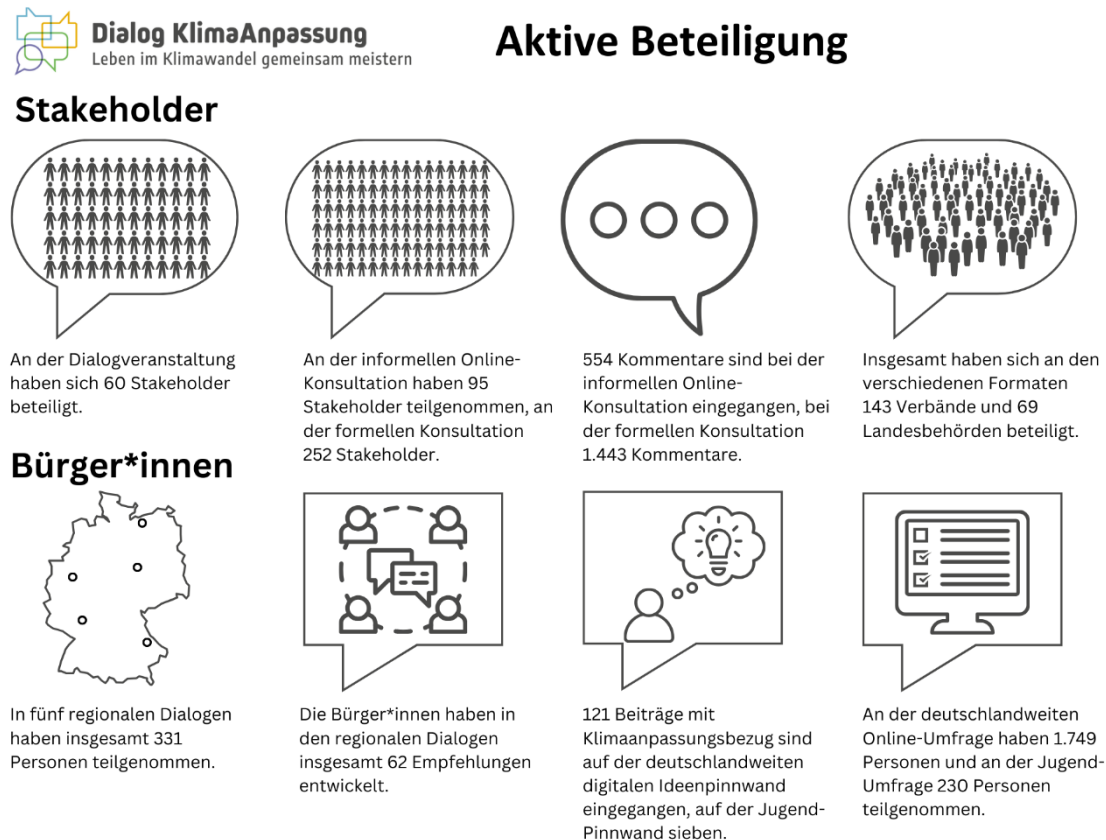 Dialog KlimaAnpassung
Leben im Klimawandel gemeinsam meistern
Aktive Beteiligung
Stakeholder
An der Dialogveranstaltung
haben sich 60 Stakeholder
beteiligt.
An der informellen Online-
Konsultation haben 95
Stakeholder teilgenommen, an
der formellen Konsultation
252 Stakeholder.
554 Kommentare sind bei der
informellen Online-
Konsultation eingegangen, bei
der formellen Konsultation
1.443 Kommentare.
Insgesamt haben sich an den
verschiedenen Formaten
143 Verbände und 69
Landesbehörden beteiligt.
Bürger*innen
In fünf regionalen Dialogen
haben insgesamt 331
Personen teilgenommen.
Die Bürger*innen haben in
den regionalen Dialogen
insgesamt 62 Empfehlungen
entwickelt.
121 Beiträge mit
Klimaanpassungsbezug sind
auf der deutschlandweiten
digitalen Ideenpinnwand
eingegangen, auf der Jugend-
Pinnwand sieben.
An der deutschlandweiten
Online-Umfrage haben 1.749
Personen und an der Jugend-
Umfrage 230 Personen
teilgenommen.